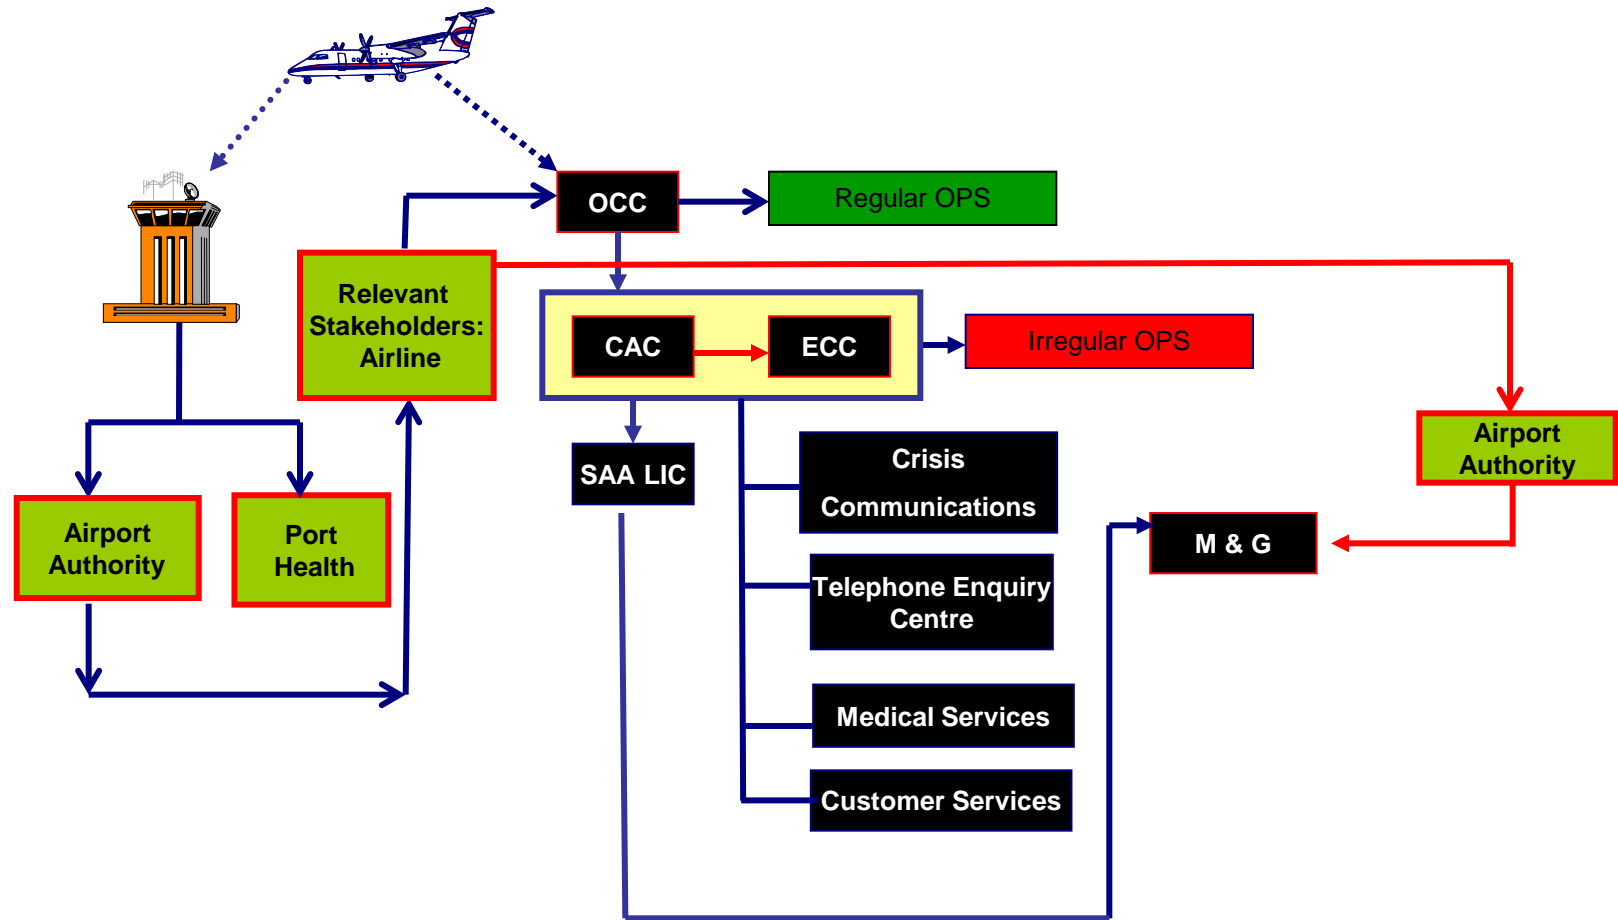 OCC
Regular OPS
Relevant
Stakeholders:
Airline
CAC
ECC
Irregular OPS
SAA LIC
Crisis
Communications
Airport
Authority
Airport
Authority
Port
Health
M & G
Telephone Enquiry
Centre
Medical Services
Customer Services